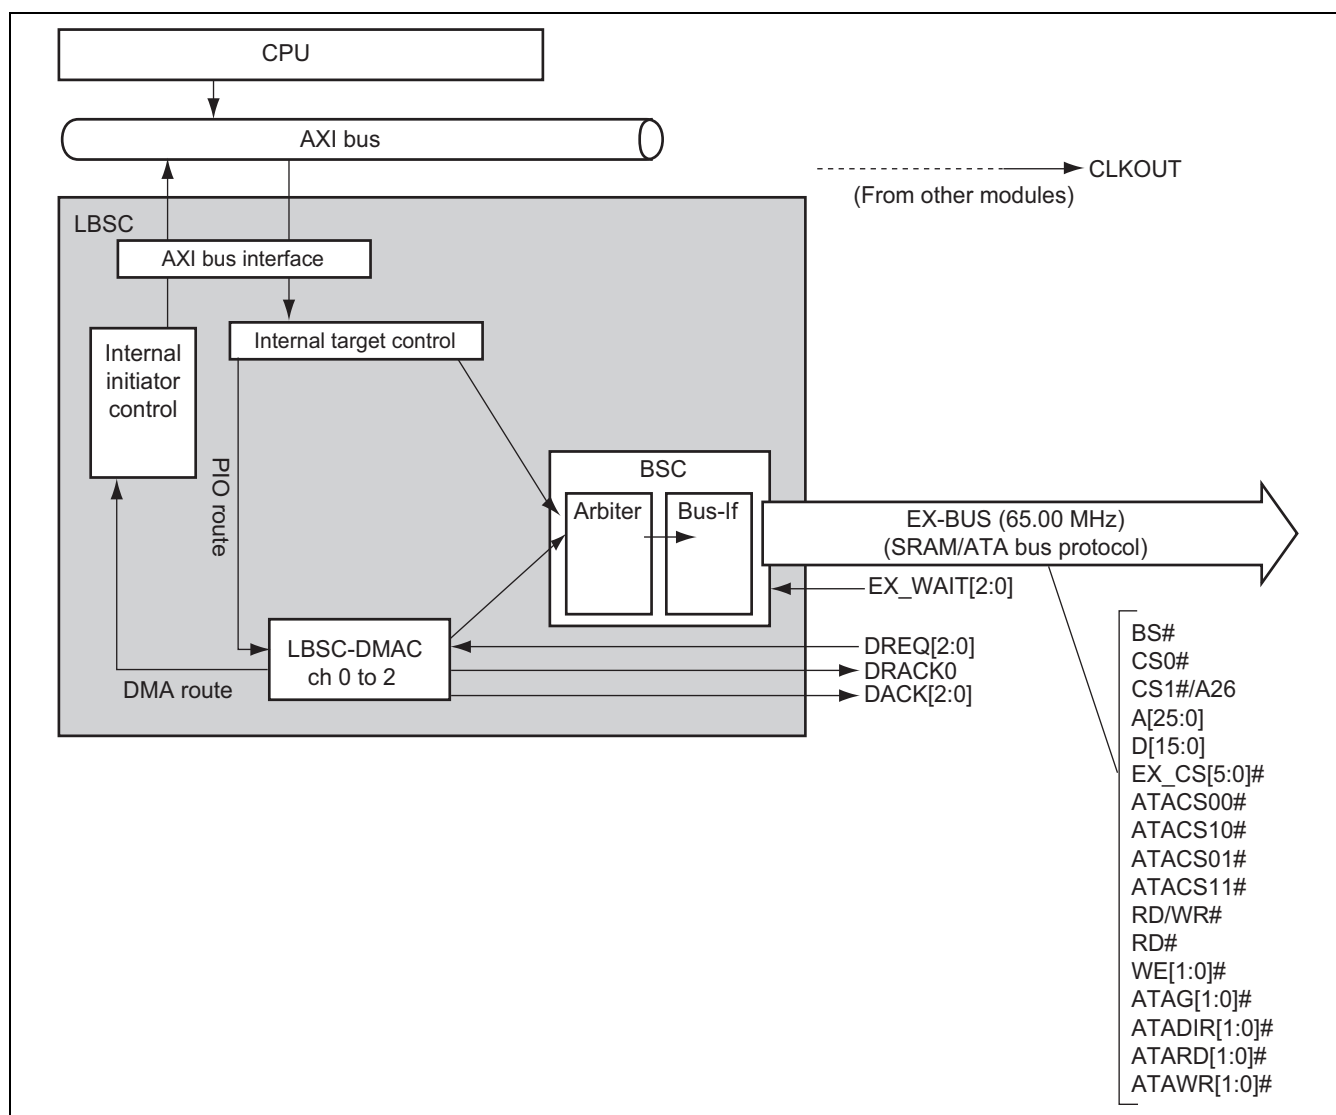 CPU
AXI bus
CLKOUT
(From other modules)
LBSC
AXI bus interface
Internal target control
Internal
initiator
control
PIO route
BSC
Arbiter
Bus-If
EX-BUS (65.00 MHz)
(SRAM/ATA bus protocol)
EX_WAIT[2:0]
LBSC-DMAC
ch 0 to 2
DMA route
DREQ[2:0]
DRACK0
DACK[2:0]
BS#
CS0#
CS1#/A26
A[25:0]
D[15:0]
EX_CS[5:0]#
ATACS00#
ATACS10#
ATACS01#
ATACS11#
RD/WR#
RD#
WE[1:0]#
ATAG[1:0]#
ATADIR[1:0]#
ATARD[1:0]#
ATAWR[1:0]#